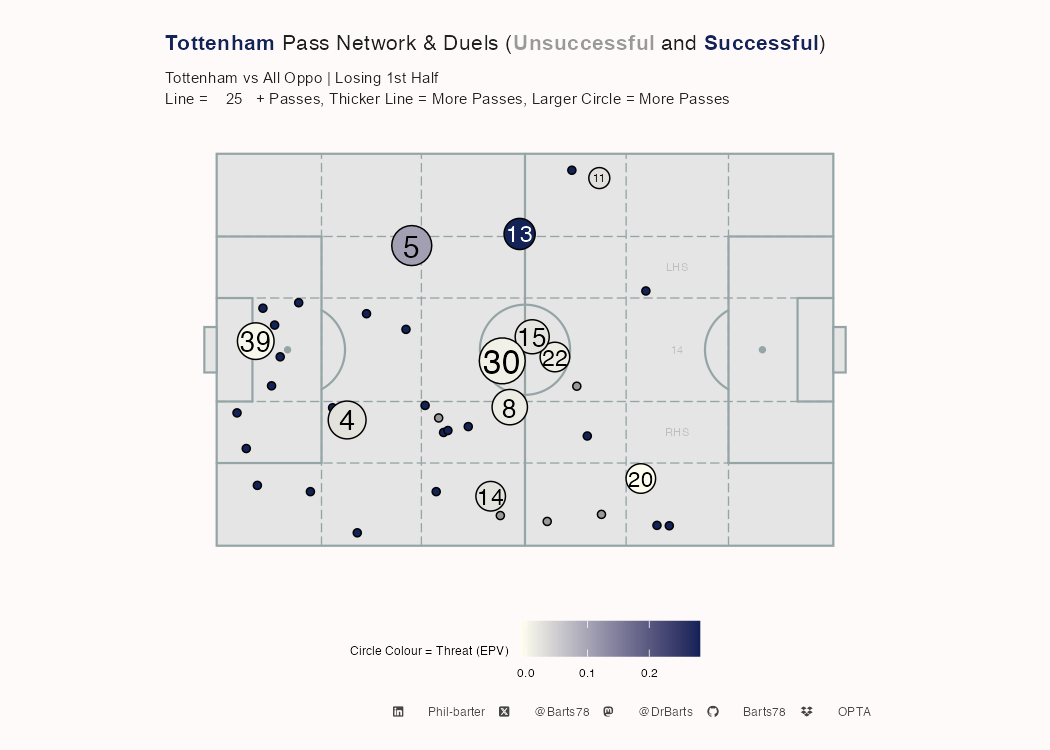 Tottenham Pass Network & Duels (Unsuccessful and Successful)
Tottenham vs All Oppo | Losing 1st Half
Line = 25 + Passes, Thicker Line = More Passes, Larger Circle = More Passes
11
13
5
LHS
15
39
14
22
30
8
4
RHS
20
14
Circle Colour = Threat (EPV)
0.0 0.1 0.2
Phil-barter @Barts78 @DrBarts Barts78 OPTA